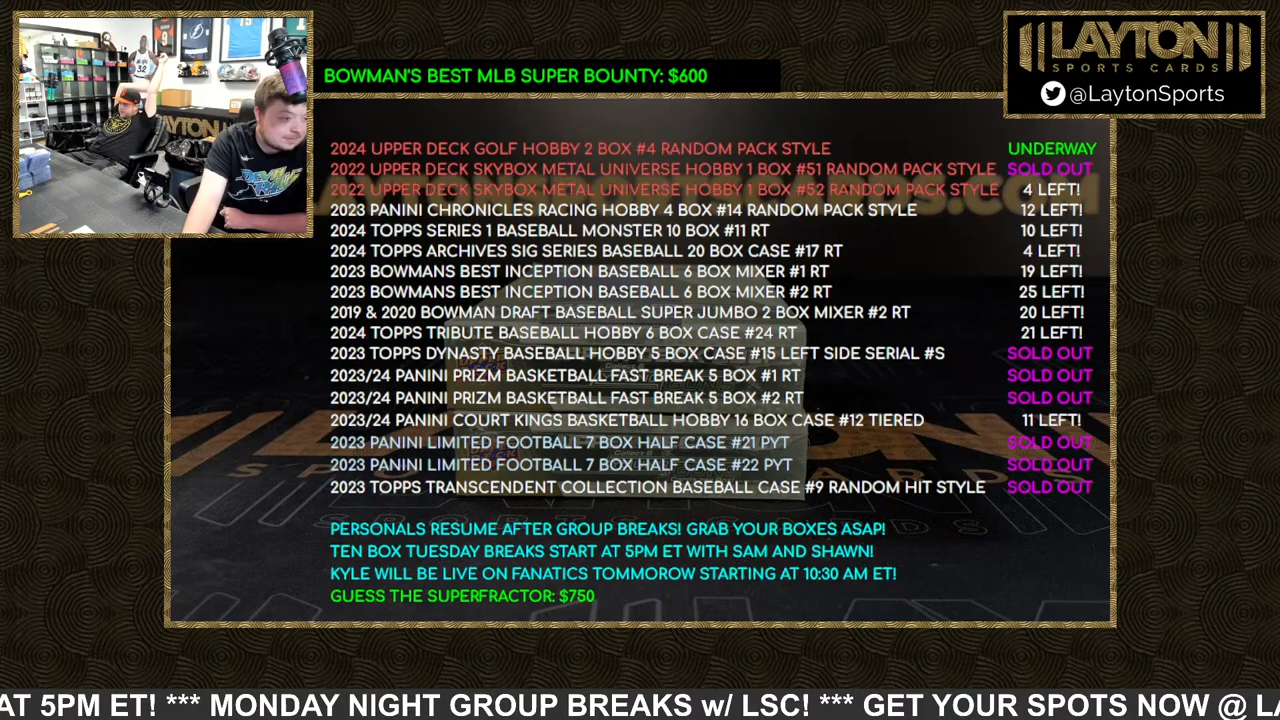 BOWMAN'S BEST MLB SUPER BOUNTY: $600
LAYTON
SPORTS CARDS
@LaytonSports
2024 UPPER DECK GOLF HOBBY 2 BOX #4 RANDOM PACK STYLE UNDERWAY
2022 UPPER DECK SKYBOX METAL UNIVERSE HOBBY 1 BOX #51 RANDOM PACK STYLE SOLD OUT
2022 UPPER DECK SKYBOX METAL UNIVERSE HOBBY 1 BOX #52 RANDOM PACK STYLE 4 LEFT!
2023 PANINI CHRONICLES RACING HOBBY 4 BOX #14 RANDOM PACK STYLE 12 LEFT!
2024 TOPPS SERIES 1 BASEBALL MONSTER 10 BOX #11 RT 10 LEFT!
2024 TOPPS ARCHIVES SIG SERIES BASEBALL 20 BOX CASE #17 RT 4 LEFT!
2023 BOWMANS BEST INCEPTION BASEBALL 6 BOX MIXER #1 RT 19 LEFT!
2023 BOWMANS BEST INCEPTION BASEBALL 6 BOX MIXER #2 RT 25 LEFT!
2019 & 2020 BOWMAN DRAFT BASEBALL SUPER JUMBO 2 BOX MIXER #2 RT 20 LEFT!
2024 TOPPS TRIBUTE BASEBALL HOBBY 6 BOX CASE #24 RT 21 LEFT!
2023 TOPPS DYNASTY BASEBALL HOBBY 5 BOX CASE #15 LEFT SIDE SERIAL #S SOLD OUT
2023/24 PANINI PRIZM BASKETBALL FAST BREAK 5 BOX #1 RT SOLD OUT
2023/24 PANINI PRIZM BASKETBALL FAST BREAK 5 BOX #2 RT SOLD OUT
2023/24 PANINI COURT KINGS BASKETBALL HOBBY 16 BOX CASE #12 TIERED 11 LEFT!
2023 PANINI LIMITED FOOTBALL 7 BOX HALF CASE #21 PYT SOLD OUT
2023 PANINI LIMITED FOOTBALL 7 BOX HALF CASE #22 PYT SOLD OUT
2023 TOPPS TRANSCENDENT COLLECTION BASEBALL CASE #9 RANDOM HIT STYLE SOLD OUT
PERSONALS RESUME AFTER GROUP BREAKS! GRAB YOUR BOXES ASAP!
TEN BOX TUESDAY BREAKS START AT 5PM ET WITH SAM AND SHAWN!
KYLE WILL BE LIVE ON FANATICS TOMMOROW STARTING AT 10:30 AM ET!
GUESS THE SUPERFRACTOR: $750
AT 5PM ET! *** MONDAY NIGHT GROUP BREAKS w/ LSC! *** GET YOUR SPOTS NOW @ LA